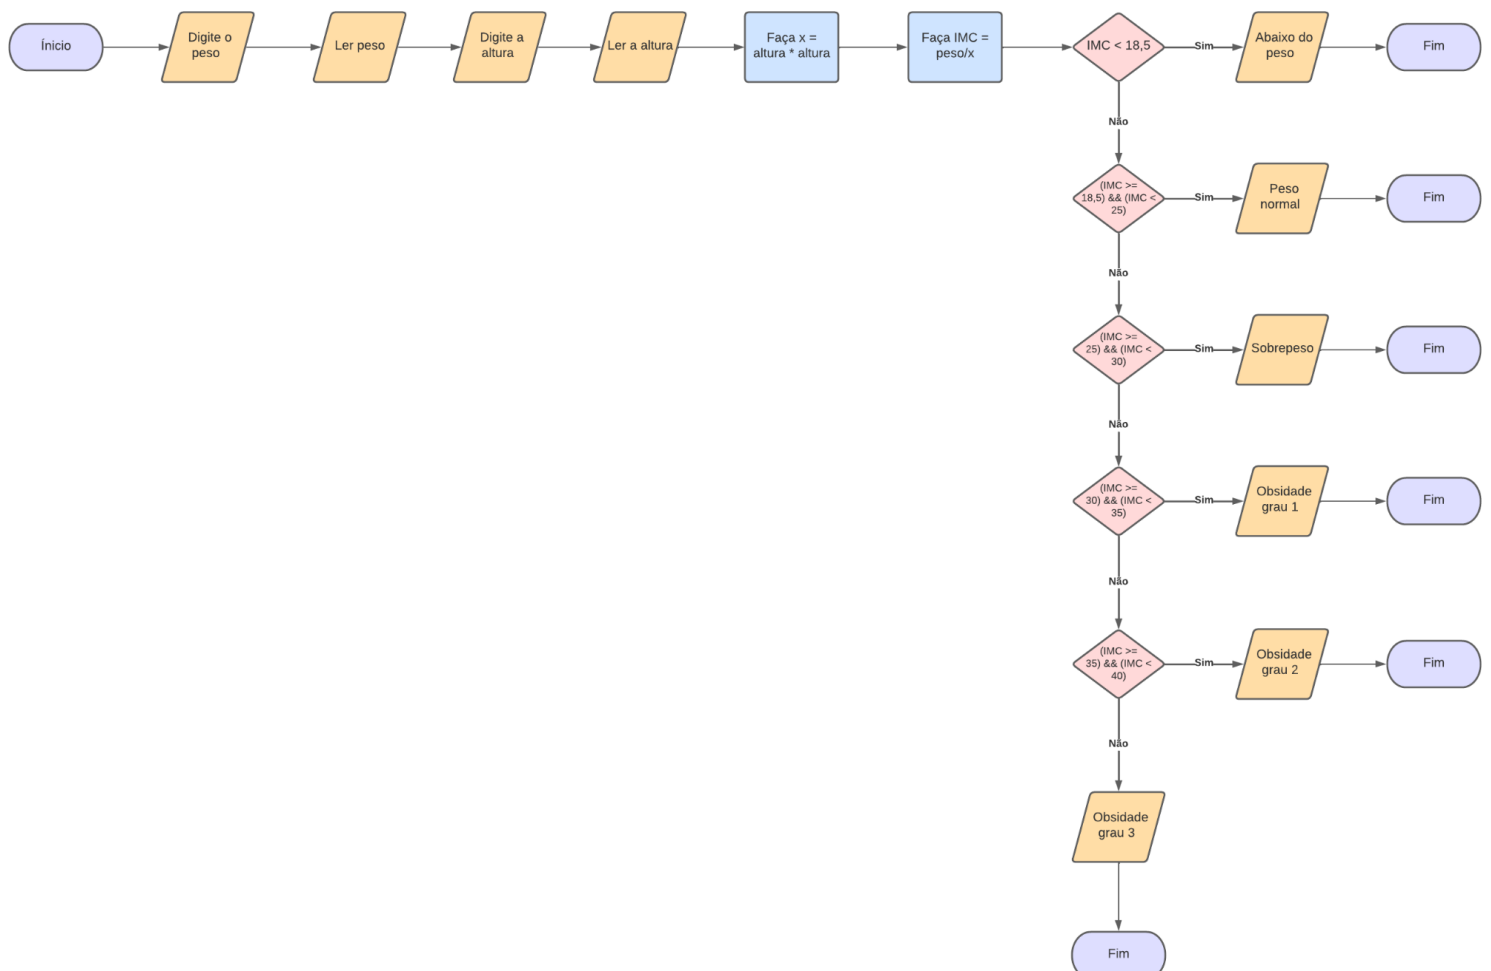 Ínicio
Digite o
peso
Ler peso
Digite a
altura
Ler a altura
Faça x =
altura * altura
Faça IMC =
peso/x
IMC < 18,5
Sim
Abaixo do
peso
Fim
Não
(IMC >=
18,5) && (IMC <
25)
Sim
Peso
normal
Fim
Não
(IMC >=
25) && (IMC <
30)
Sim
Sobrepeso
Fim
Não
(IMC >=
30) && (IMC <
35)
Sim
Obsidade
grau 1
Fim
Não
(IMC >=
35) && (IMC <
40)
Sim
Obsidade
grau 2
Fim
Não
Obsidade
grau 3
Fim